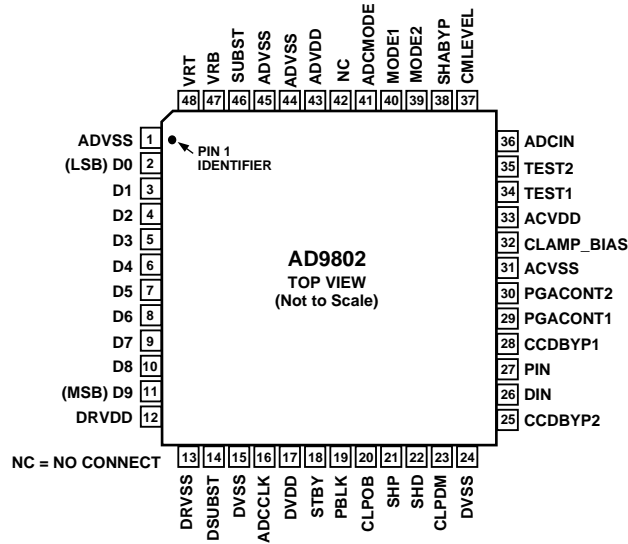 VRT
VRB
SUBST
ADVSS
ADVSS
ADVDD
NC
ADCMODE
MODE1
MODE2
SHABYP
CMLEVEL
48 47 46 45 44 43 42 41 40 39 38 37
ADVSS 1
PIN 1
IDENTIFIER
(LSB) D0 2
D1 3
D2 4
D3 5
D4 6
D5 7
D6 8
D7 9
D8 10
(MSB) D9 11
DRVDD 12
AD9802
TOP VIEW
(Not to Scale)
36 ADCIN
35 TEST2
34 TEST1
33 ACVDD
32 CLAMP_BIAS
31 ACVSS
30 PGACONT2
29 PGACONT1
28 CCDBYP1
27 PIN
26 DIN
25 CCDBYP2
NC = NO CONNECT
13 14 15 16 17 18 19 20 21 22 23 24
DRVSS
DSUBST
DVSS
ADCCLK
DVDD
STBY
PBLK
CLPOB
SHP
SHD
CLPDM
DVSS